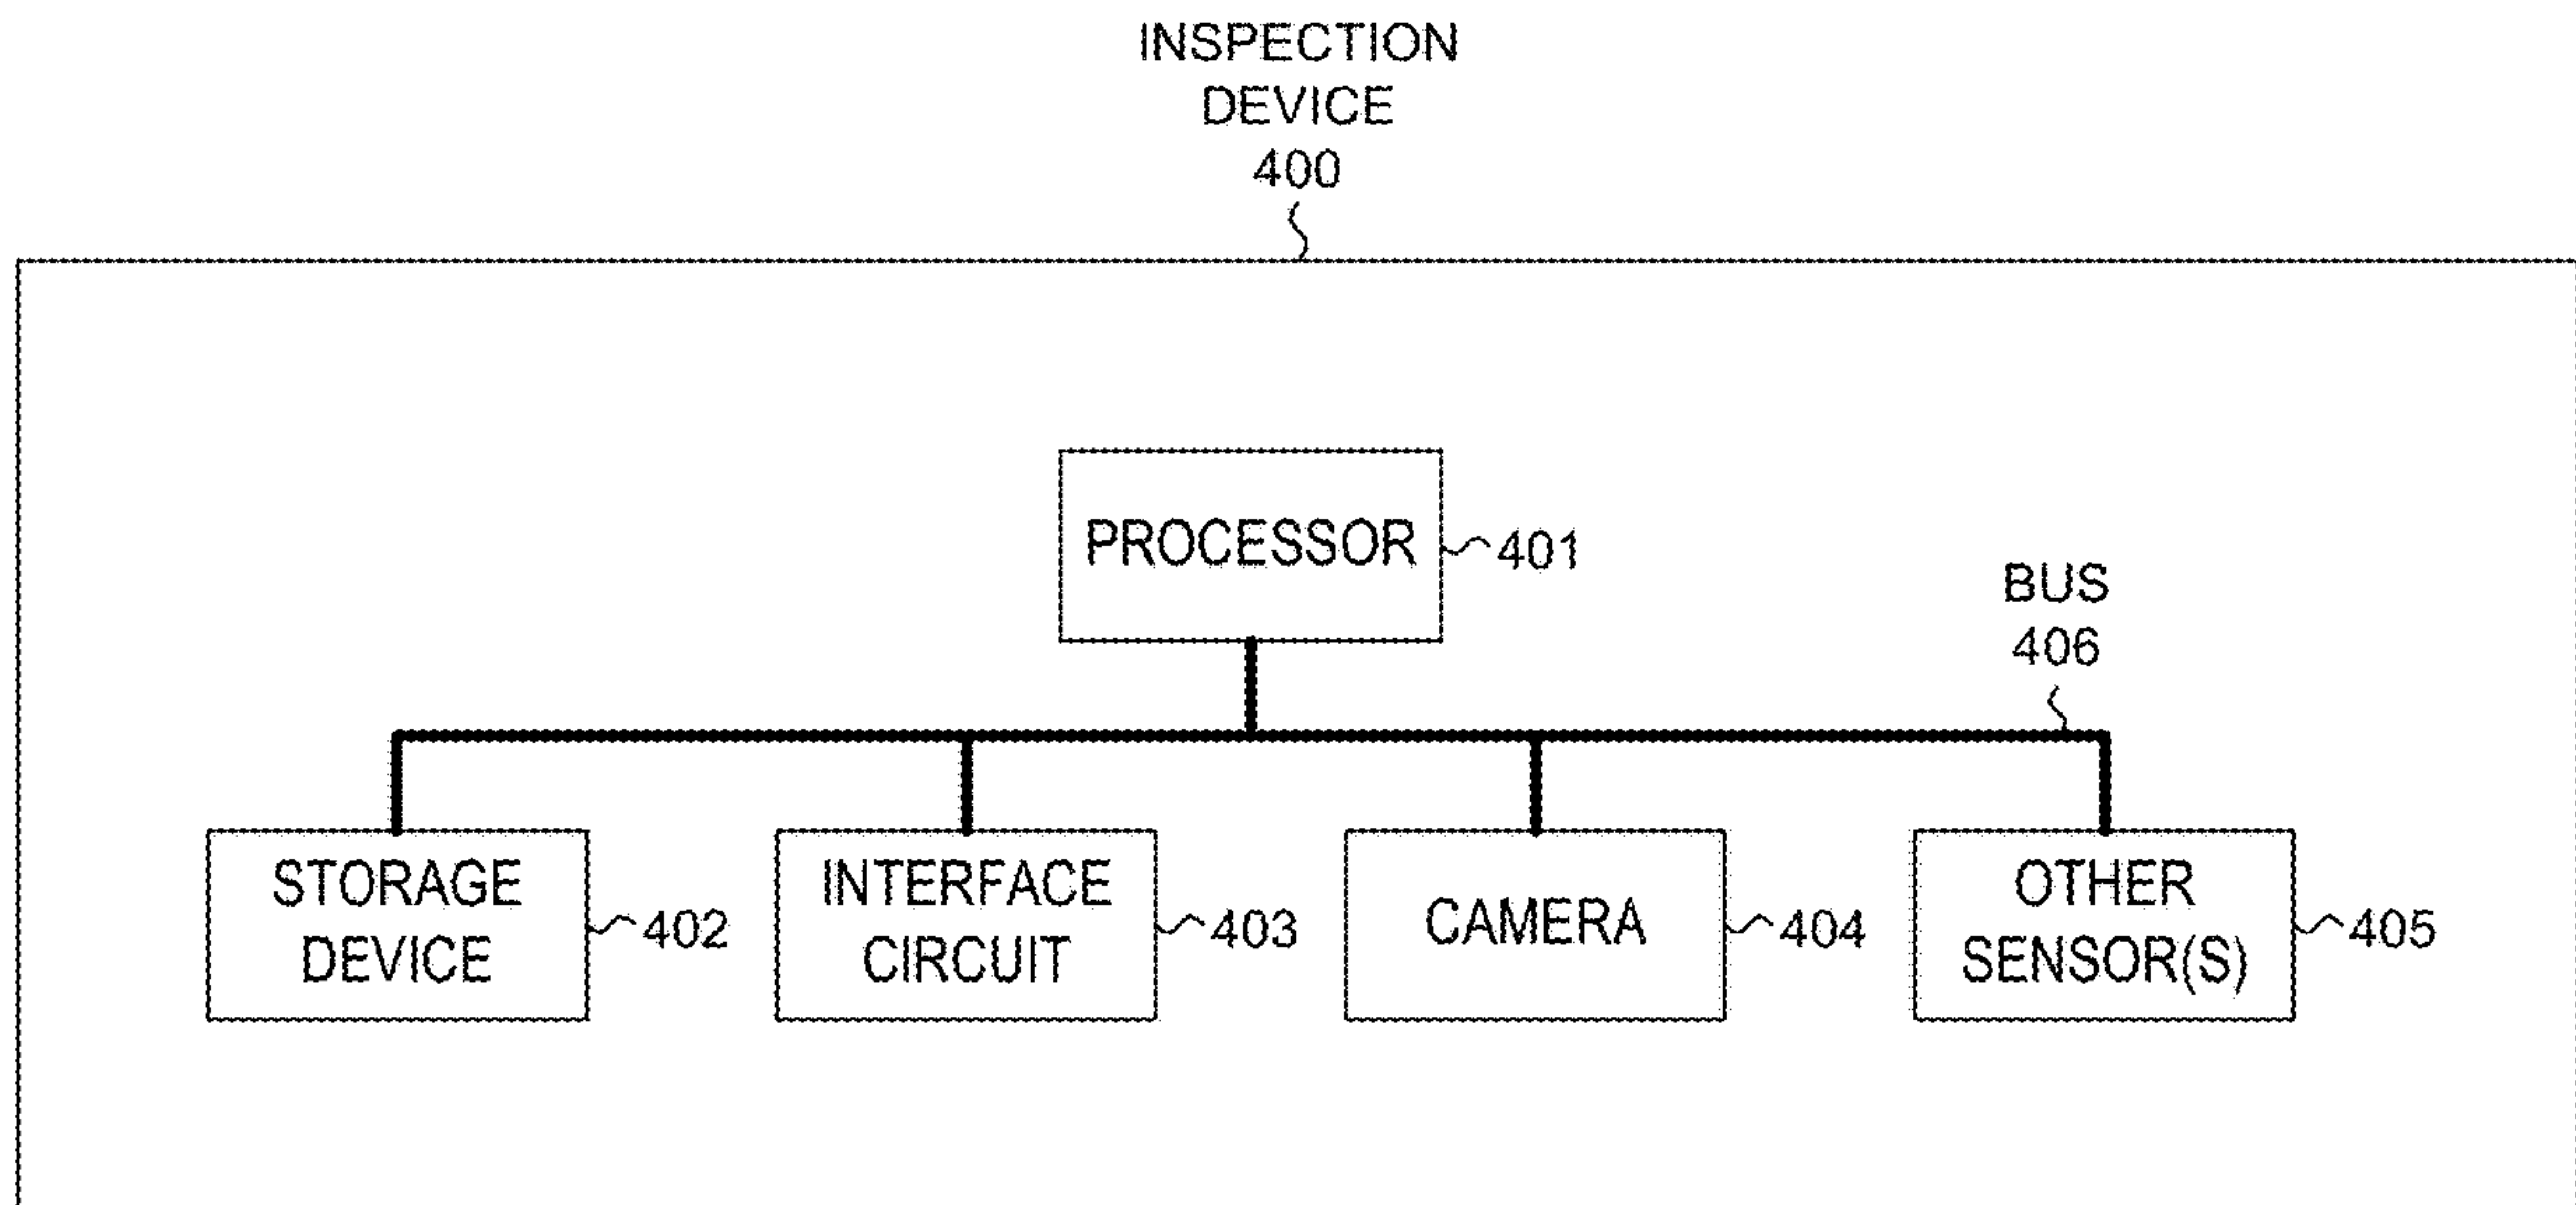 INSPECTION
DEVICE
400
PROCESSOR
401
BUS
406
STORAGE
DEVICE
402
INTERFACE
CIRCUIT
403
CAMERA
404
OTHER
SENSOR(S)
405